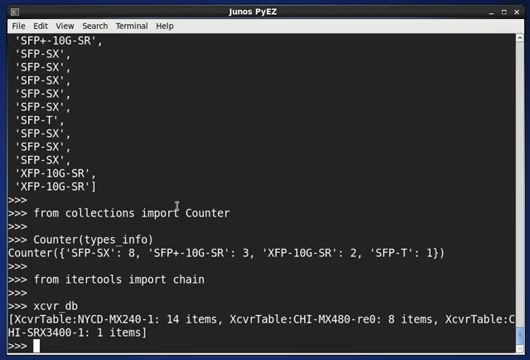 Junos PyEZ
File Edit View Search Terminal Help
'SFP+-10G-SR',
'SFP-SX',
'SFP-SX',
'SFP-SX',
'SFP-SX',
'SFP-SX',
'SFP-T',
'SFP-SX',
'SFP-SX',
'SFP-SX',
'XFP-10G-SR',
'XFP-10G-SR']
>>>
>>> from collections import Counter
>>>
>>> Counter(types_info)
Counter({'SFP-SX': 8, 'SFP+-10G-SR': 3, 'XFP-10G-SR': 2, 'SFP-T': 1})
>>>
>>> from itertools import chain
>>>
>>> xcvr_db
[XcvrTable:NYCD-MX240-1: 14 items, XcvrTable:CHI-MX480-re0: 8 items, XcvrTable:C
HI-SRX3400-1: 1 items]
>>>